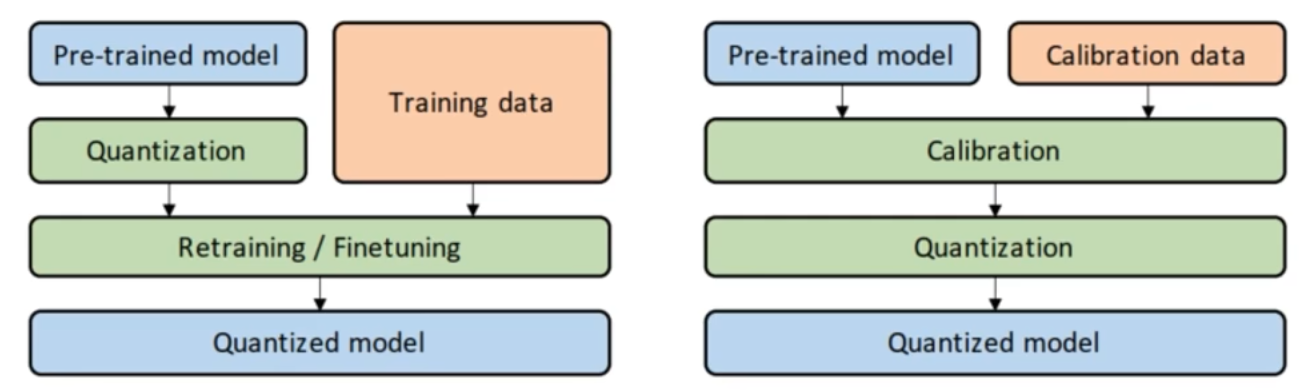 Pre-trained model
Training data
Quantization
Retraining / Finetuning
Quantized model
Pre-trained model
Calibration data
Calibration
Quantization
Quantized model